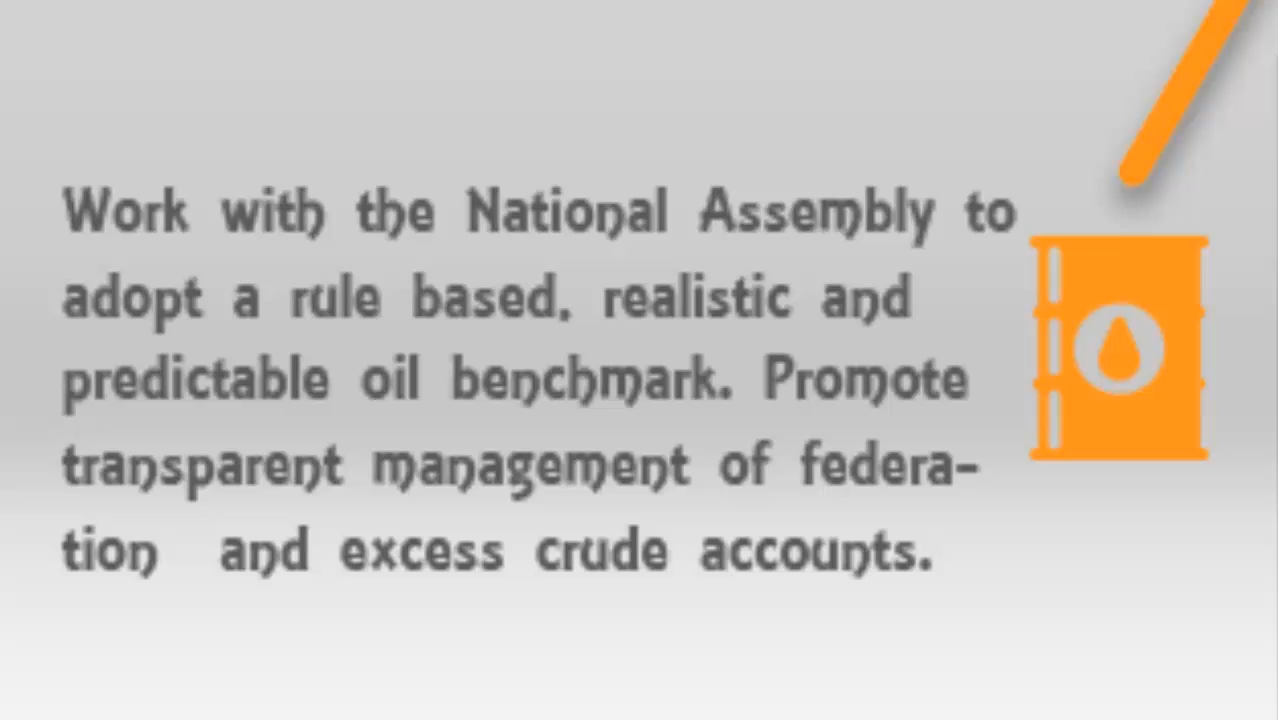 Work with the National Assembly to
adopt a rule based, realistic and
predictable oil benchmark. Promote
transparent management of federa-
tion and excess crude accounts.